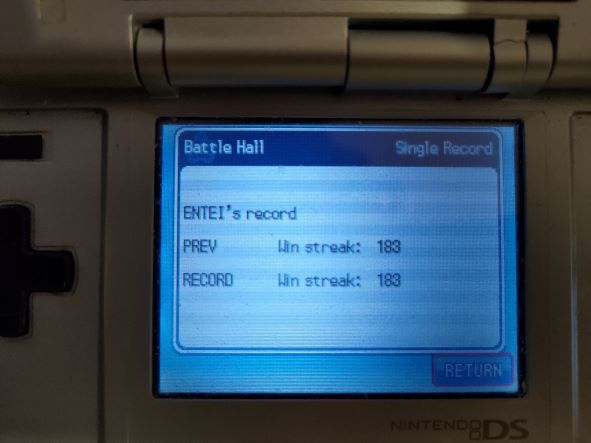 Battle Hall Single Record
ENTEI's record
PREV Win streak: 183
RECORD Win streak: 183
RETURN
NINTENDO DS